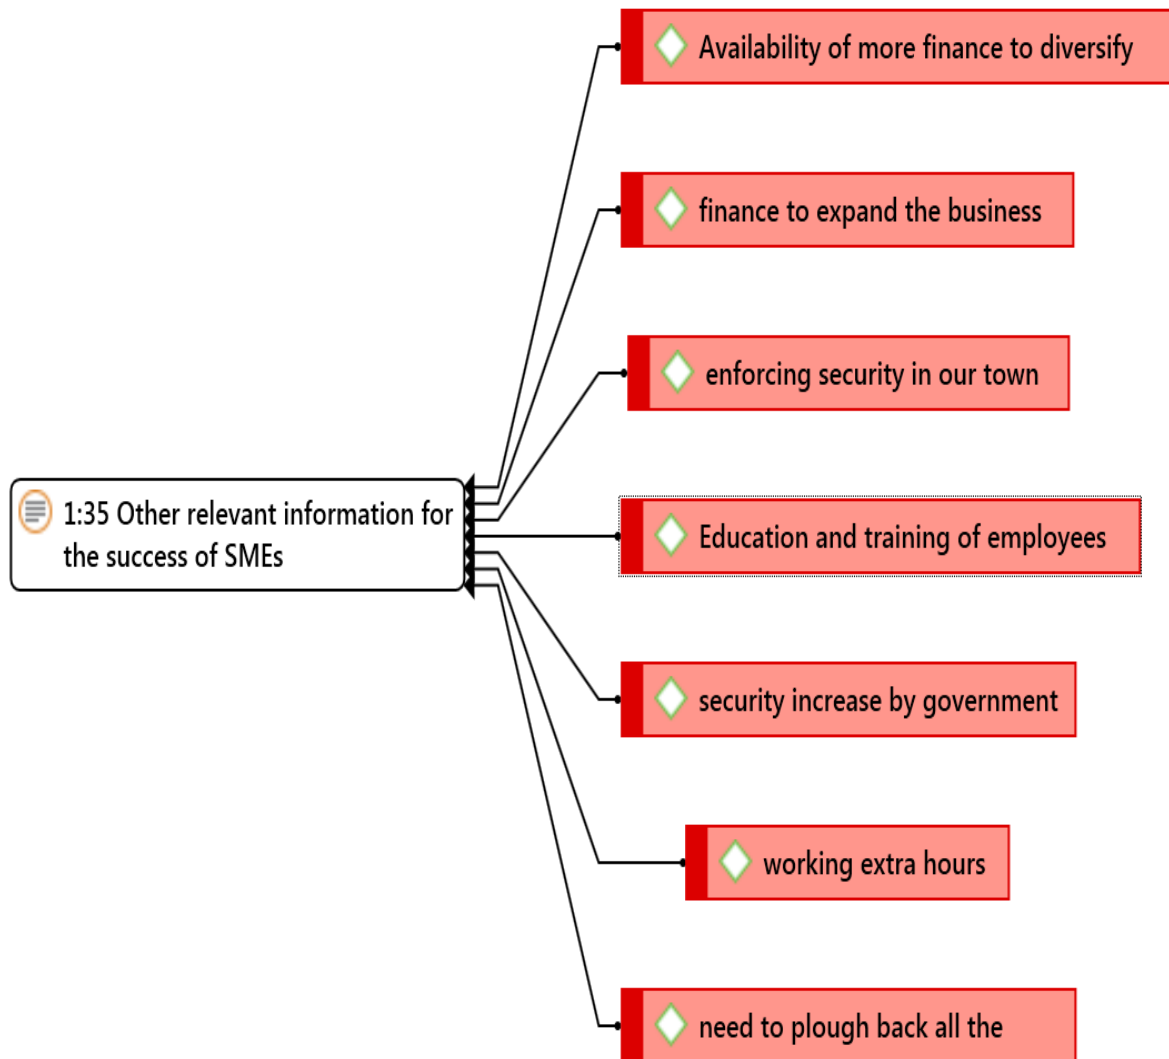 Availability of more finance to diversify
finance to expand the business
enforcing security in our town
1:35 Other relevant information for
the success of SMEs
Education and training of employees
security increase by government
working extra hours
need to plough back all the